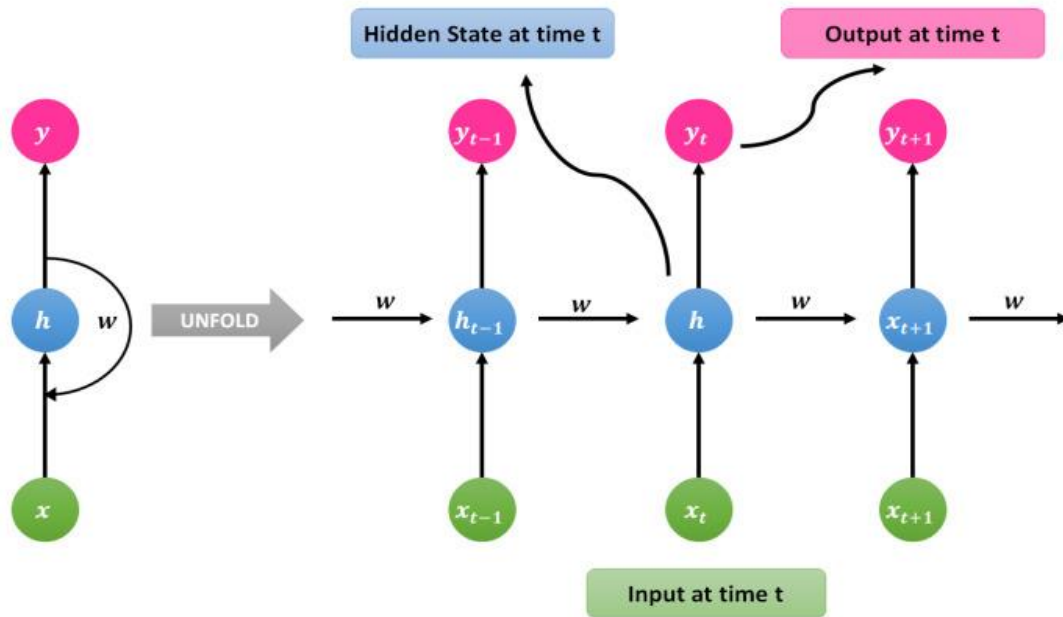 Hidden State at time t
Output at time t
y
y_{t-1}
y_t
y_{t+1}
h
w
UNFOLD
w
h_{t-1}
w
h
w
x_{t+1}
w
x
x_{t-1}
x_t
x_{t+1}
Input at time t